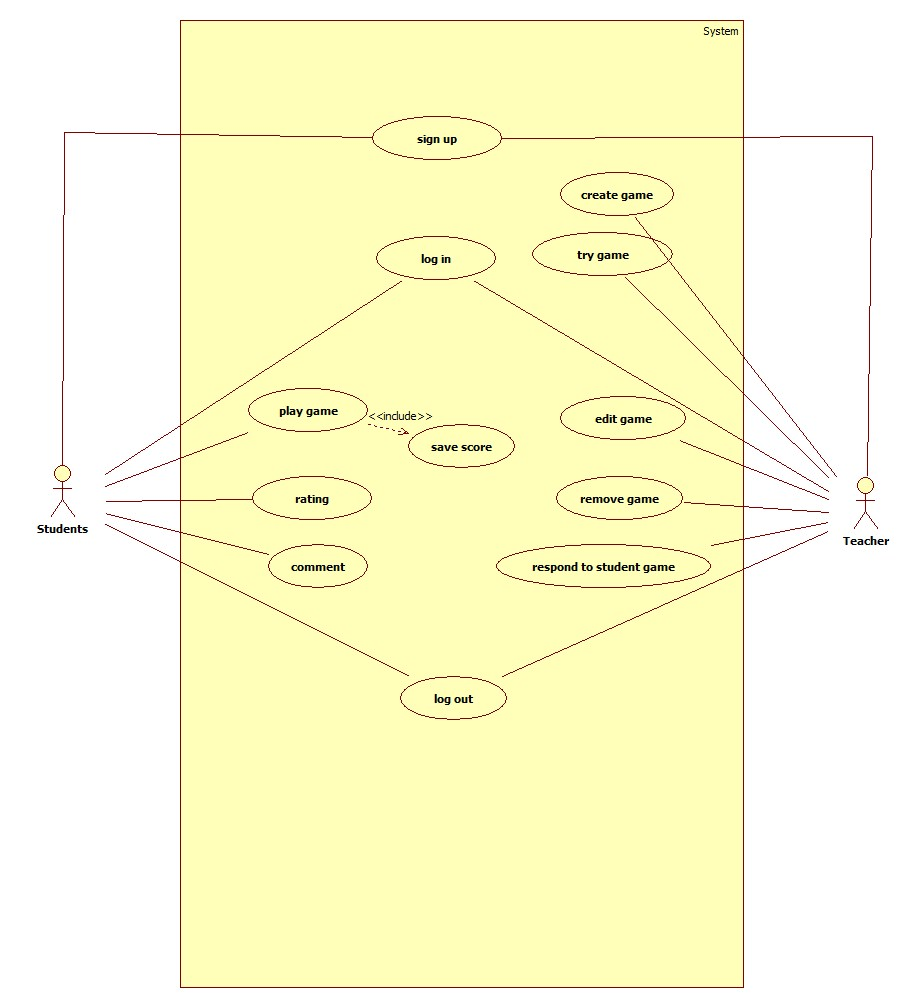 System
sign up
create game
try game
log in
play game
<<include>>
edit game
save score
rating
remove game
Students
Teacher
comment
respond to student game
log out